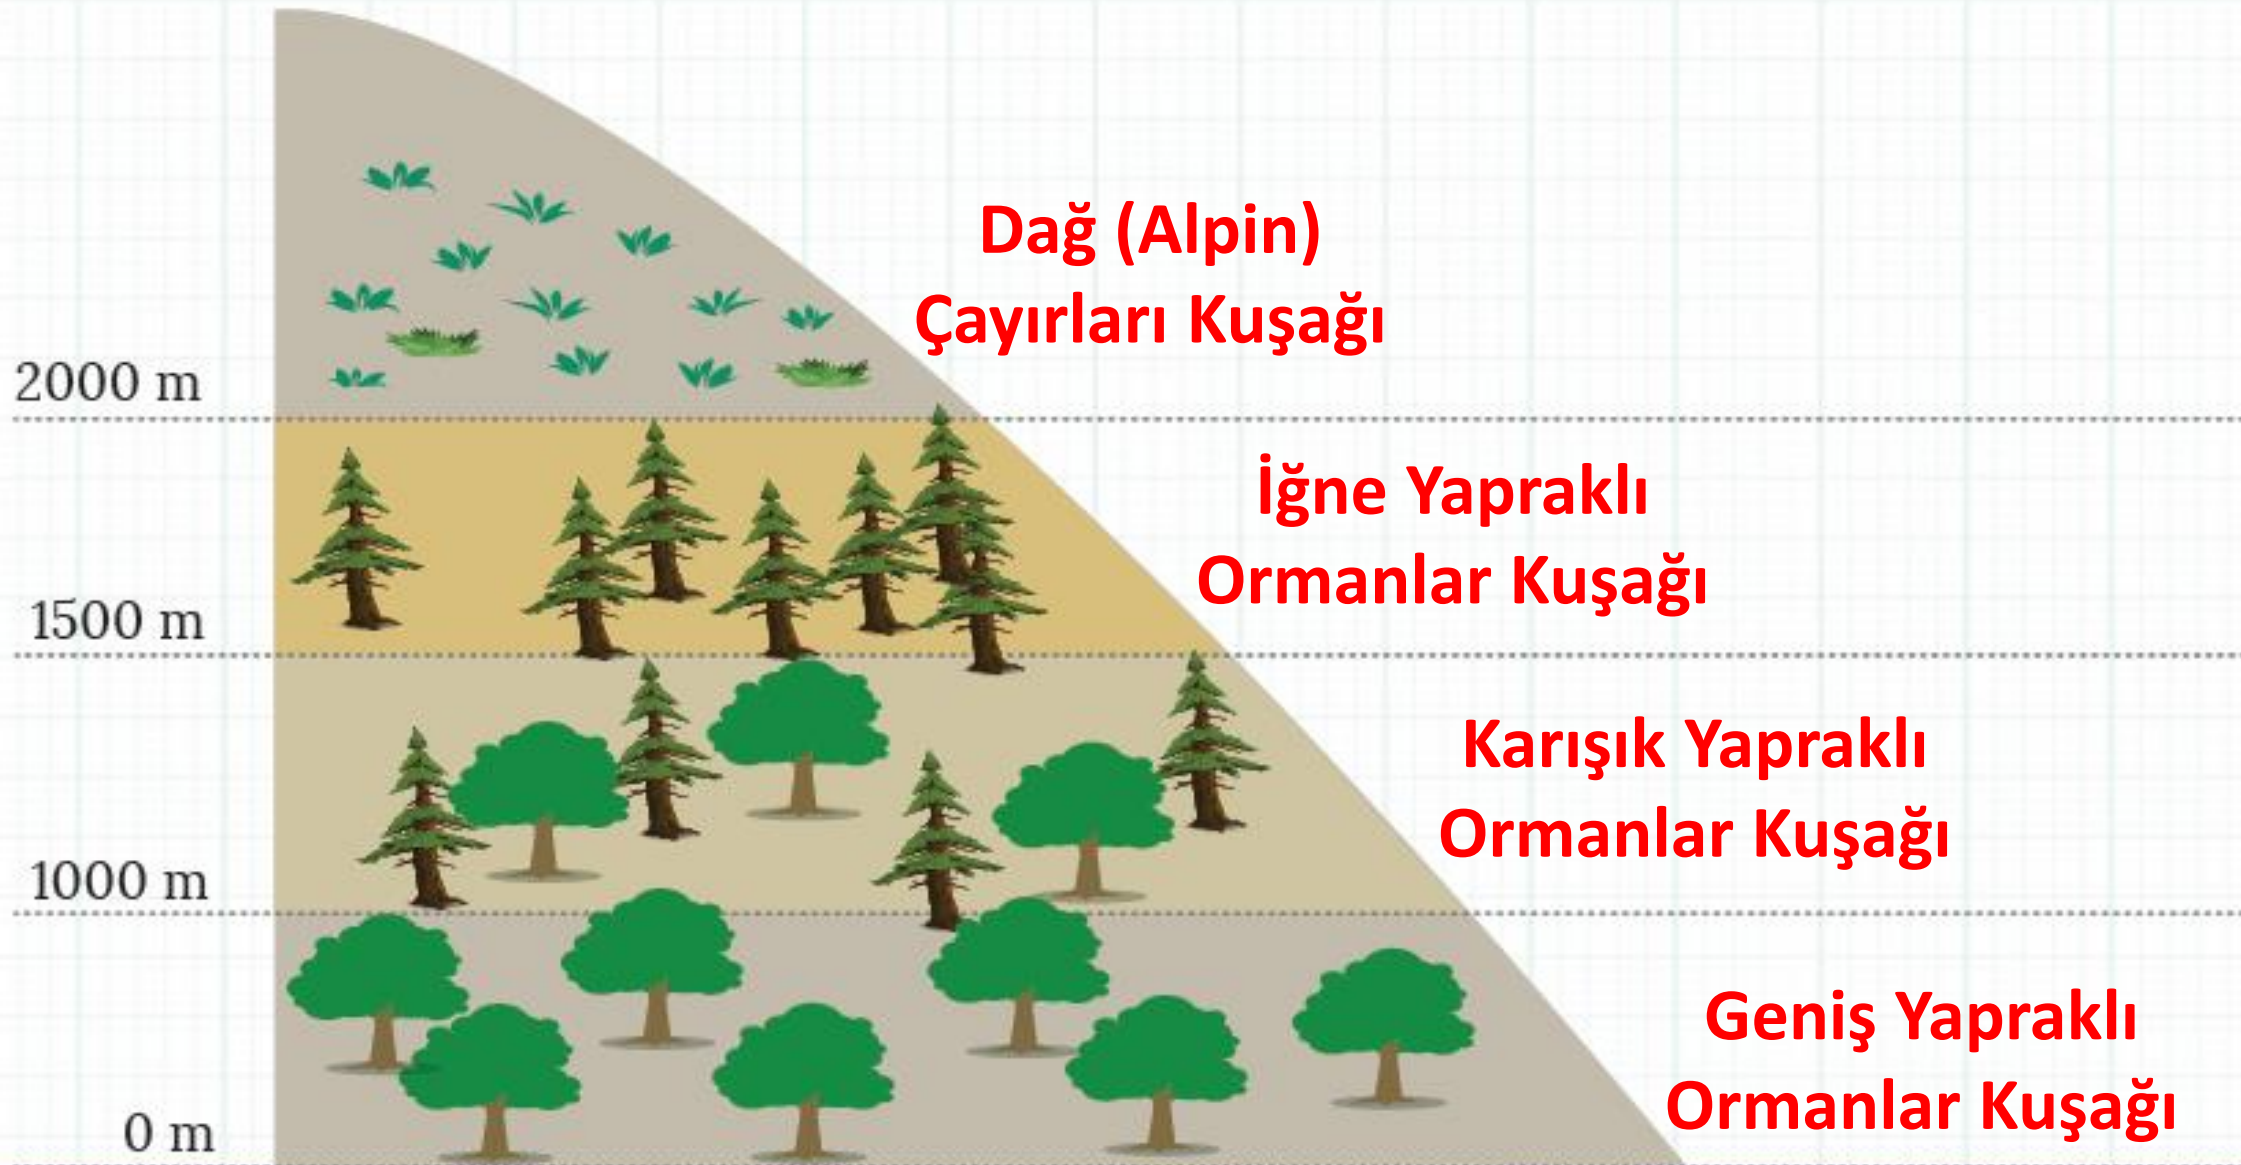 Dağ (Alpin)
Çayırları Kuşağı
2000 m
İğne Yapraklı
Ormanlar Kuşağı
1500 m
Karışık Yapraklı
Ormanlar Kuşağı
1000 m
Geniş Yapraklı
Ormanlar Kuşağı
0 m